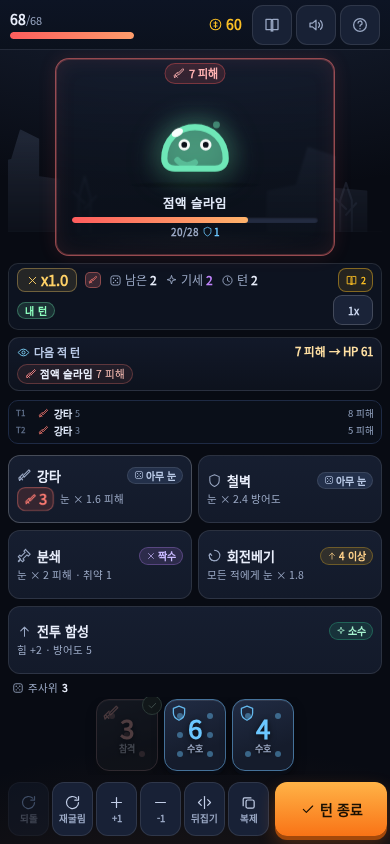 68/68
60
7 피해
점액 슬라임
20/28 1
x1.0 남은 2 기세 2 턴 2 2
내 턴 1x
다음 적 턴 7 피해 → HP 61
점액 슬라임 7 피해
T1 강타 5 8 피해
T2 강타 3 5 피해
강타 아무 눈
3 눈 × 1.6 피해
철벽 아무 눈
눈 × 2.4 방어도
분쇄 짝수
눈 × 2 피해 · 취약 1
회전베기 4 이상
모든 적에게 눈 × 1.8
전투 함성 소수
힘 +2 · 방어도 5
주사위 3
3 6 4
참격 수호 수호
되돌 재굴림 +1 -1 뒤집기 복제 턴 종료